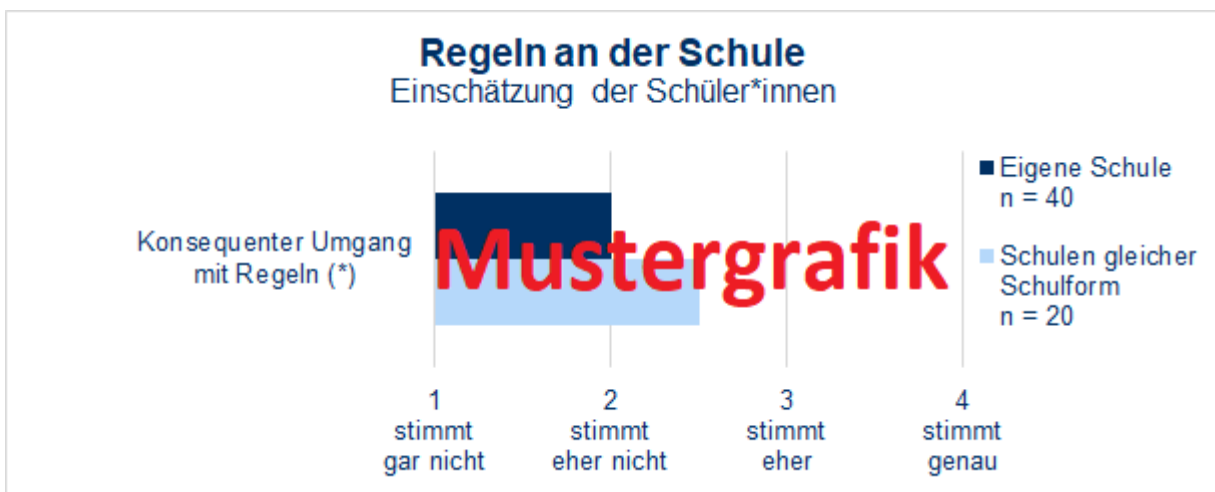 Regeln an der Schule
Einschätzung der Schüler*innen
Konsequenter Umgang
mit Regeln (*)
Mustergrafik
Eigene Schule
n = 40
Schulen gleicher
Schulform
n = 20
1
stimmt
gar nicht
2
stimmt
eher nicht
3
stimmt
eher
4
stimmt
genau